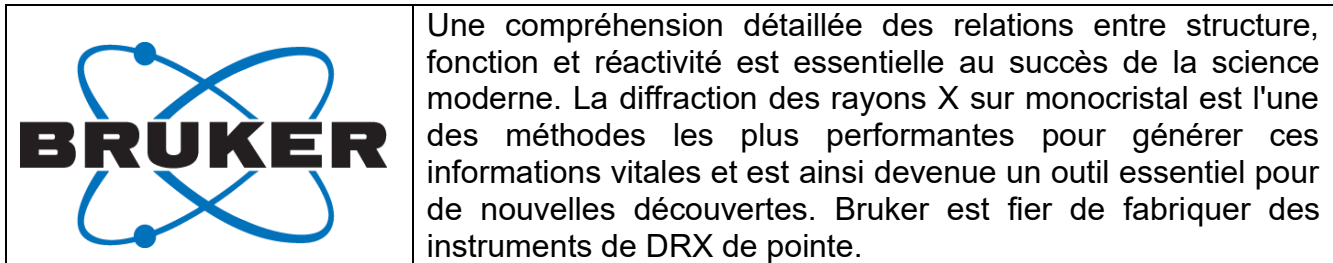 BRUKER
Une compréhension détaillée des relations entre structure,
fonction et réactivité est essentielle au succès de la science
moderne. La diffraction des rayons X sur monocristal est l'une
des méthodes les plus performantes pour générer ces
informations vitales et est ainsi devenue un outil essentiel pour
de nouvelles découvertes. Bruker est fier de fabriquer des
instruments de DRX de pointe.